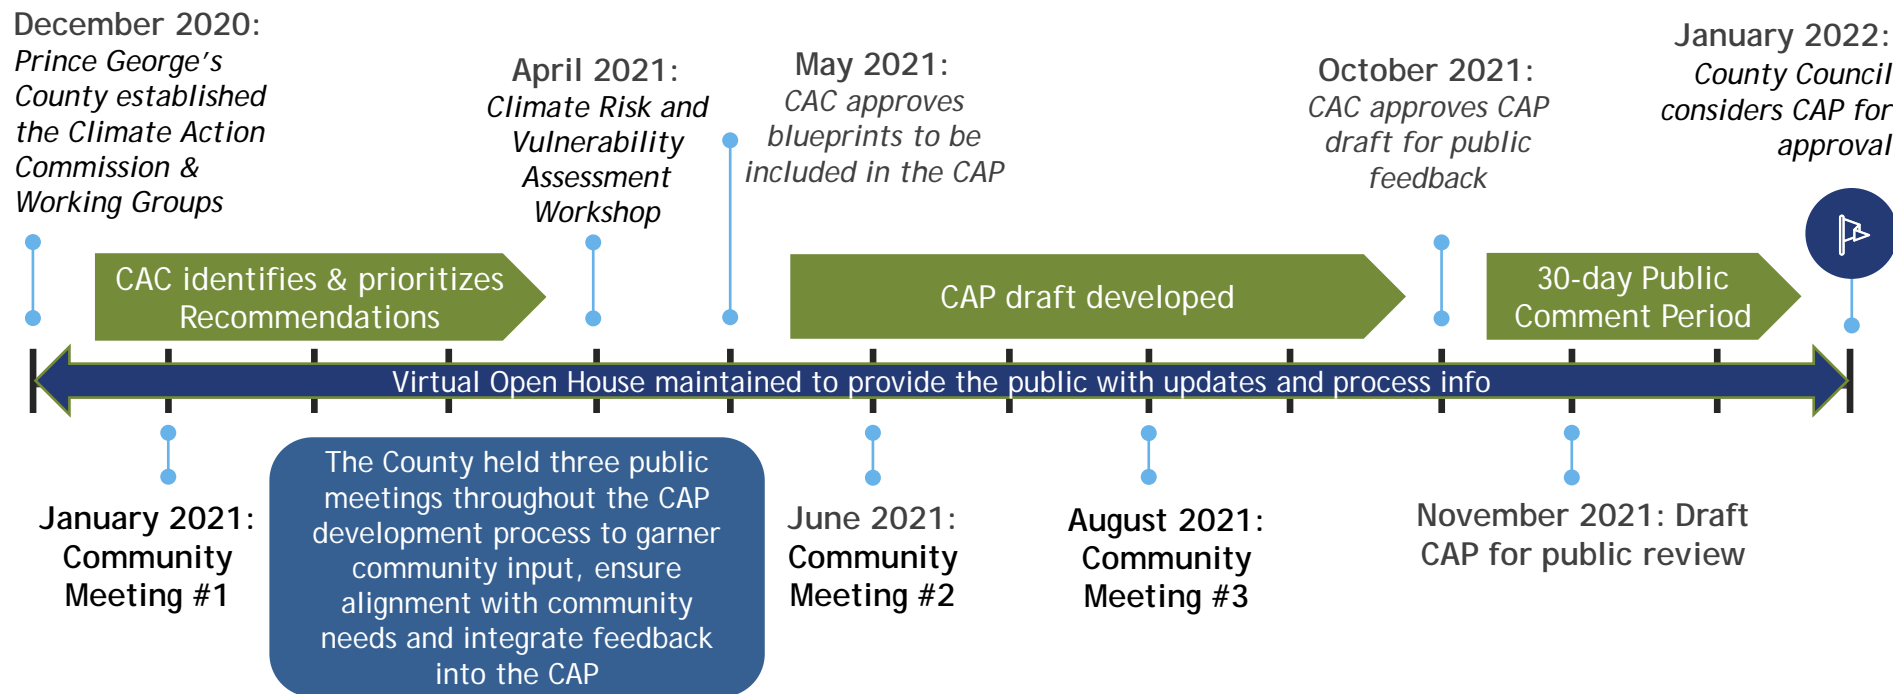 December 2020:
Prince George's
County established
the Climate Action
Commission &
Working Groups
April 2021:
Climate Risk and
Vulnerability
Assessment
Workshop
May 2021:
CAC approves
blueprints to be
included in the CAP
October 2021:
CAC approves CAP
draft for public
feedback
January 2022:
County Council
considers CAP for
approval
CAC identifies & prioritizes
Recommendations
CAP draft developed
30-day Public
Comment Period
Virtual Open House maintained to provide the public with updates and process info
January 2021:
Community
Meeting #1
The County held three public
meetings throughout the CAP
development process to garner
community input, ensure
alignment with community
needs and integrate feedback
into the CAP
June 2021:
Community
Meeting #2
August 2021:
Community
Meeting #3
November 2021: Draft
CAP for public review